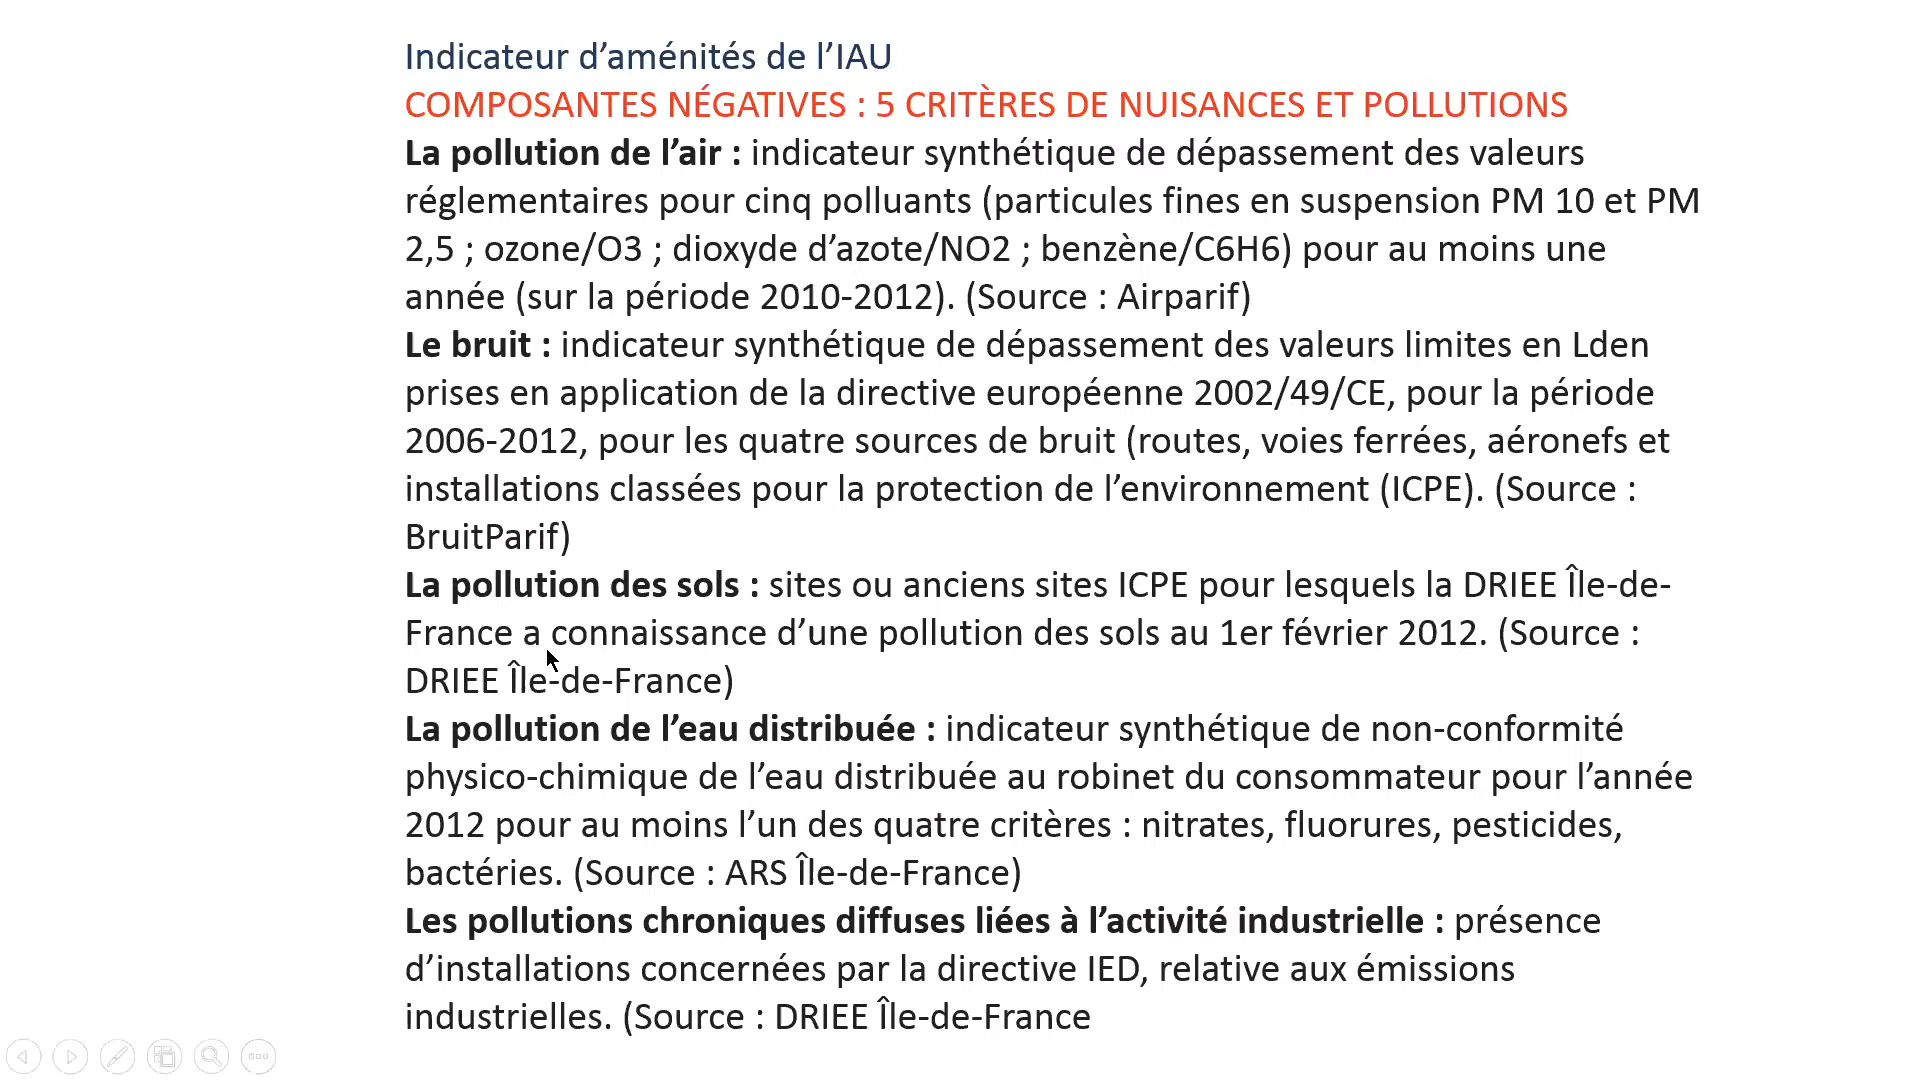 Indicateur d’aménités de l’IAU
COMPOSANTES NÉGATIVES : 5 CRITÈRES DE NUISANCES ET POLLUTIONS
La pollution de l’air : indicateur synthétique de dépassement des valeurs
réglementaires pour cinq polluants (particules fines en suspension PM 10 et PM
2,5 ; ozone/O3 ; dioxyde d’azote/NO2 ; benzène/C6H6) pour au moins une
année (sur la période 2010-2012). (Source : Airparif)
Le bruit : indicateur synthétique de dépassement des valeurs limites en Lden
prises en application de la directive européenne 2002/49/CE, pour la période
2006-2012, pour les quatre sources de bruit (routes, voies ferrées, aéronefs et
installations classées pour la protection de l’environnement (ICPE). (Source :
BruitParif)
La pollution des sols : sites ou anciens sites ICPE pour lesquels la DRIEE Île-de-
France a connaissance d’une pollution des sols au 1er février 2012. (Source :
DRIEE Île-de-France)
La pollution de l’eau distribuée : indicateur synthétique de non-conformité
physico-chimique de l’eau distribuée au robinet du consommateur pour l’année
2012 pour au moins l’un des quatre critères : nitrates, fluorures, pesticides,
bactéries. (Source : ARS Île-de-France)
Les pollutions chroniques diffuses liées à l’activité industrielle : présence
d’installations concernées par la directive IED, relative aux émissions
industrielles. (Source : DRIEE Île-de-France